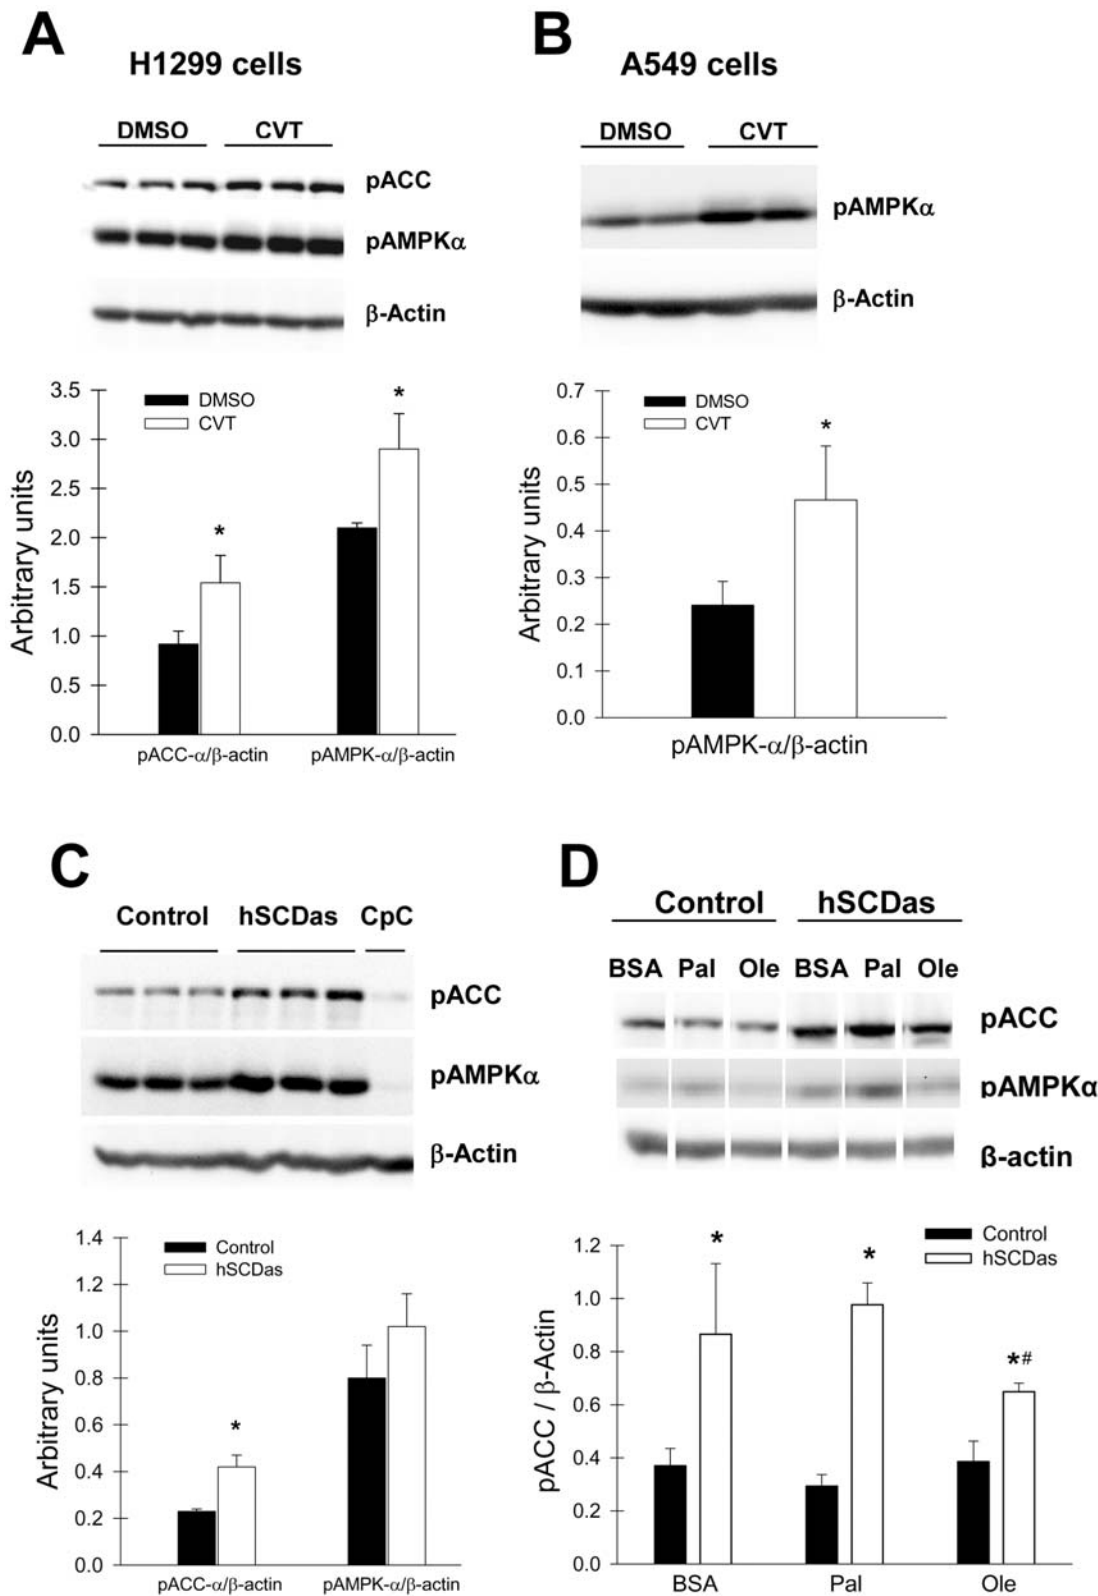 A
H1299 cells
DMSO CVT
pACC
pAMPKα
β-Actin
3.5
3.0
2.5
2.0
1.5
1.0
0.5
0.0
Arbitrary units
DMSO
CVT
*
*
pACC-α/β-actin pAMPK-α/β-actin
B
A549 cells
DMSO CVT
pAMPKα
β-Actin
0.7
0.6
0.5
0.4
0.3
0.2
0.1
0.0
Arbitrary units
DMSO
CVT
*
pAMPK-α/β-actin
C
Control hSCDas CpC
pACC
pAMPKα
β-Actin
1.4
1.2
1.0
0.8
0.6
0.4
0.2
0.0
Arbitrary units
Control
hSCDas
*
pACC-α/β-actin pAMPK-α/β-actin
D
Control hSCDas
BSA Pal Ole BSA Pal Ole
pACC
pAMPKα
ß-actin
1.2
1.0
0.8
0.6
0.4
0.2
0.0
pACC / β-Actin
Control
hSCDas
*
*
*#
BSA Pal Ole